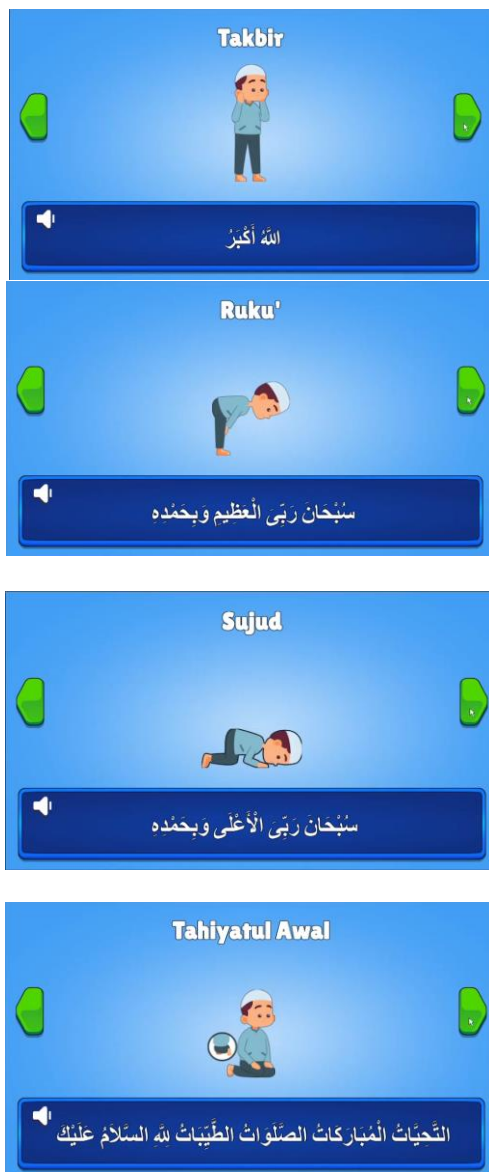 Takbir
اللَّهُ أَكْبَرُ
Ruku'
سُبْحَانَ رَبِّيَ الْعَظِيمِ وَبِحَمْدِهِ
Sujud
سُبْحَانَ رَبِّيَ الْأَعْلَى وَبِحَمْدِهِ
Tahiyatul Awal
التَّحِيَّاتُ الْمُبَارَكَاتُ الصَّلَوَاتُ الطَّيِّبَاتُ لِلَّهِ السَّلاَمُ عَلَيْكَ